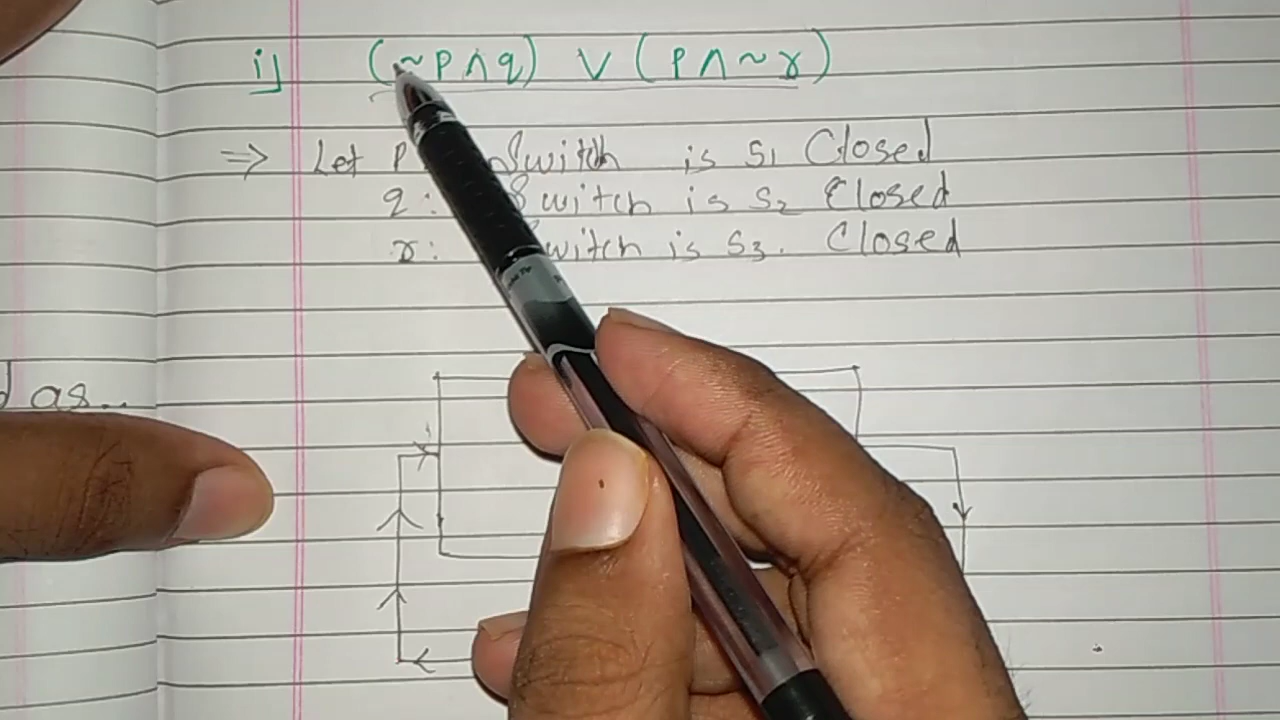 i) (~p∧q) ∨ (p∧~r)
⇒ Let P Switch is S1 Closed
q: Switch is S2 Closed
r: Switch is S3. Closed
as..